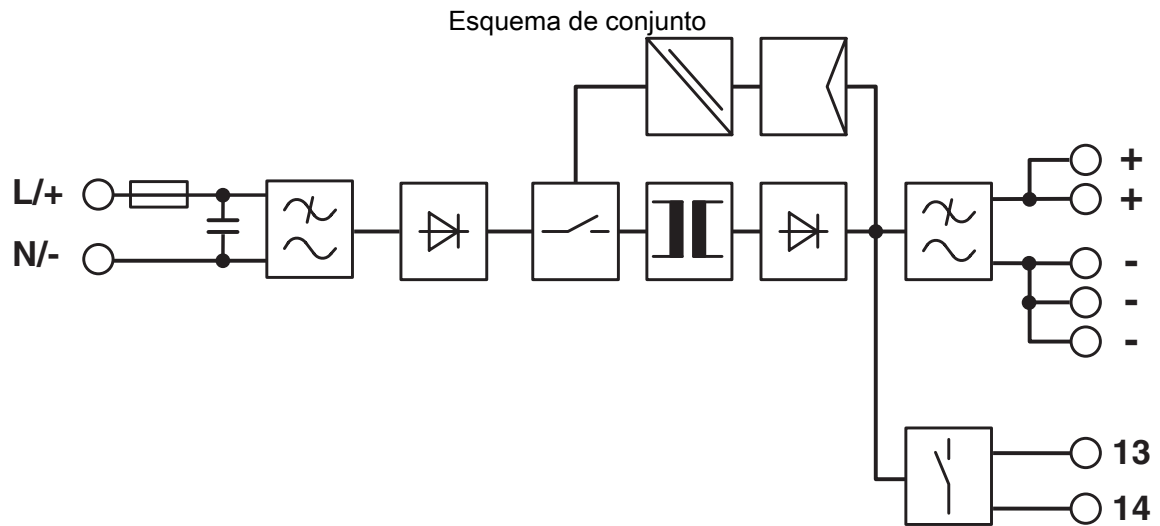 Esquema de conjunto
L/+
N/-
+
+
-
-
-
13
14